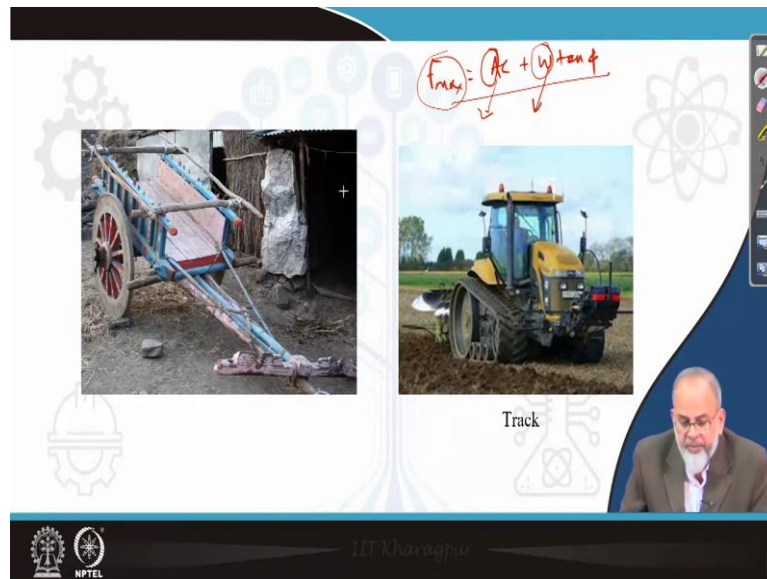 Fmax = Ac + W tan φ
Track
IIT Kharagpur
NPTEL